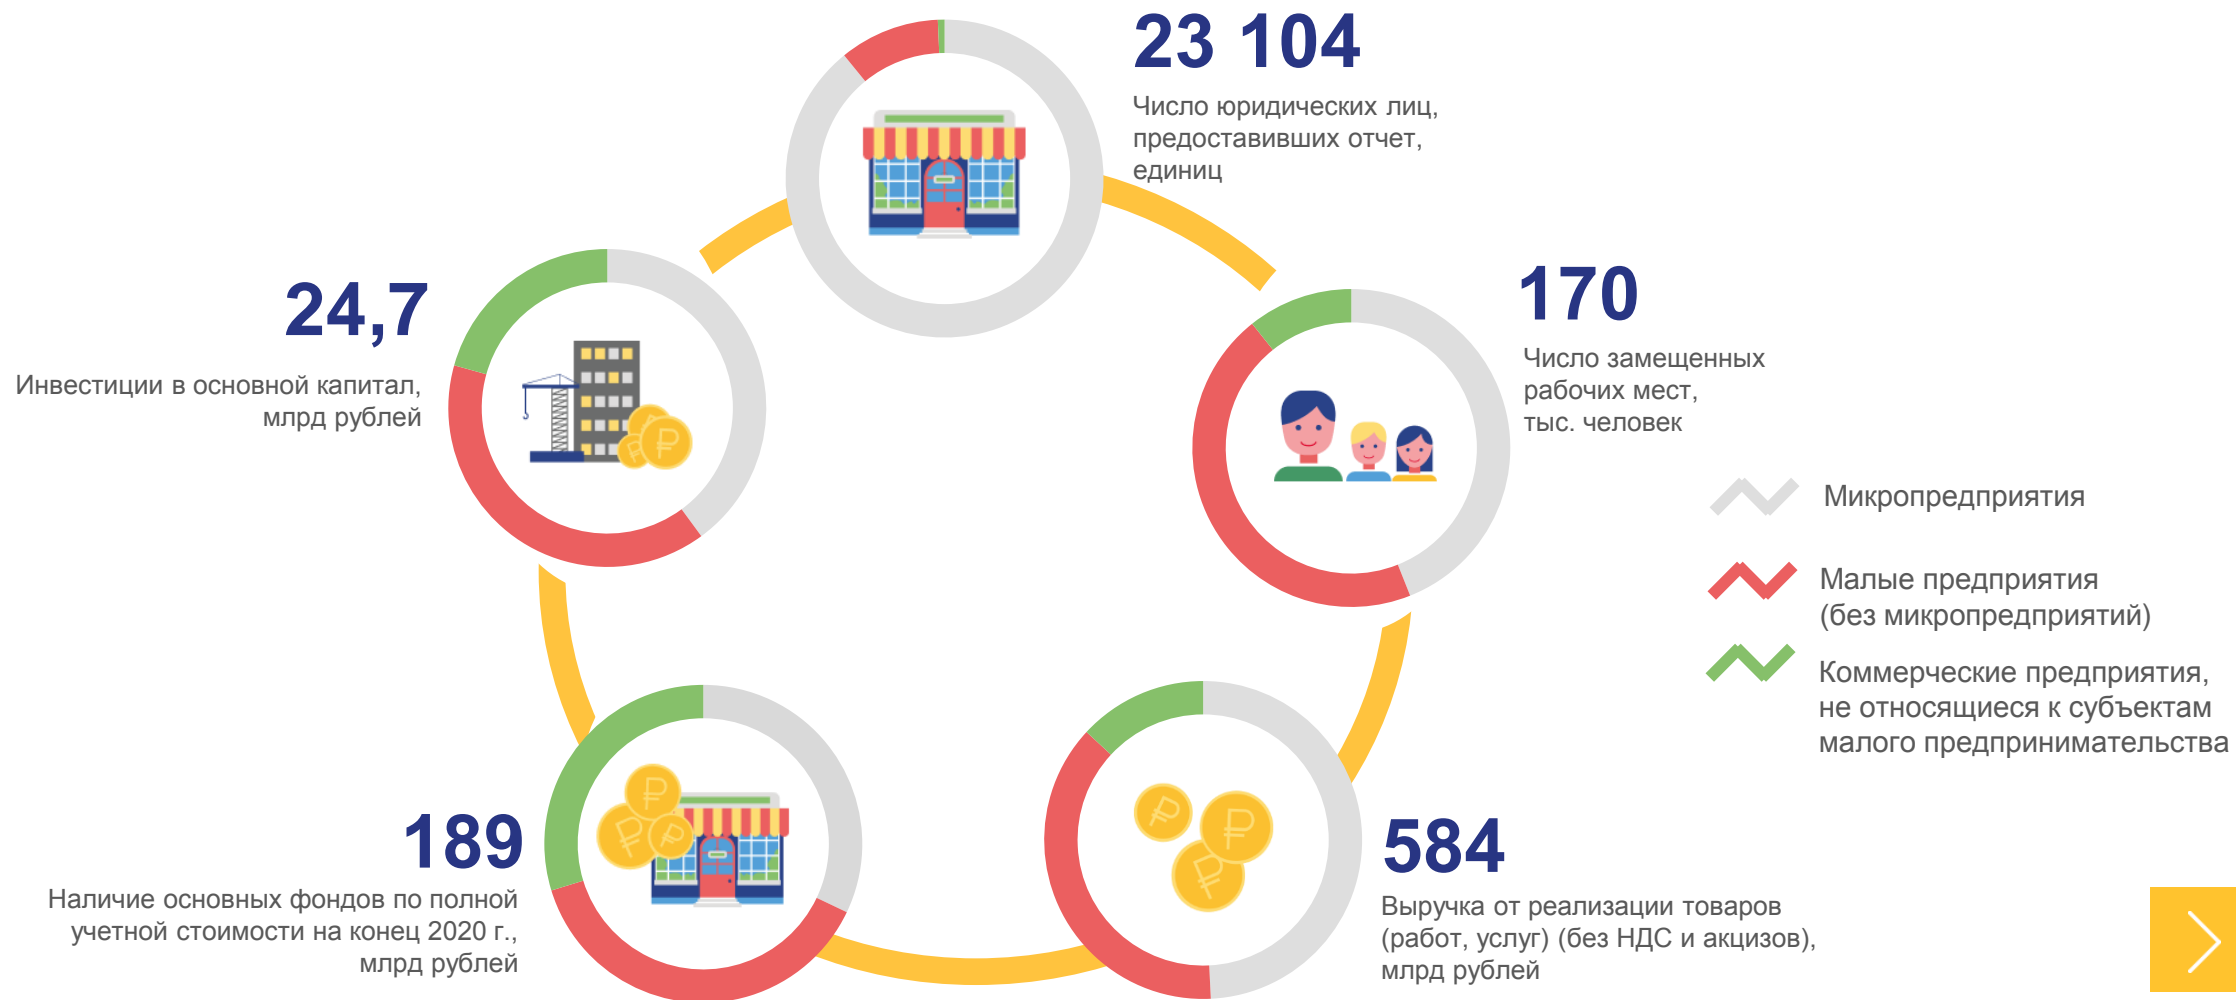 23 104
Число юридических лиц,
предоставивших отчет,
единиц
24,7
Инвестиции в основной капитал,
млрд рублей
170
Число замещенных
рабочих мест,
тыс. человек
Микропредприятия
Малые предприятия
(без микропредприятий)
Коммерческие предприятия,
не относящиеся к субъектам
малого предпринимательства
189
Наличие основных фондов по полной
учетной стоимости на конец 2020 г.,
млрд рублей
584
Выручка от реализации товаров
(работ, услуг) (без НДС и акцизов),
млрд рублей